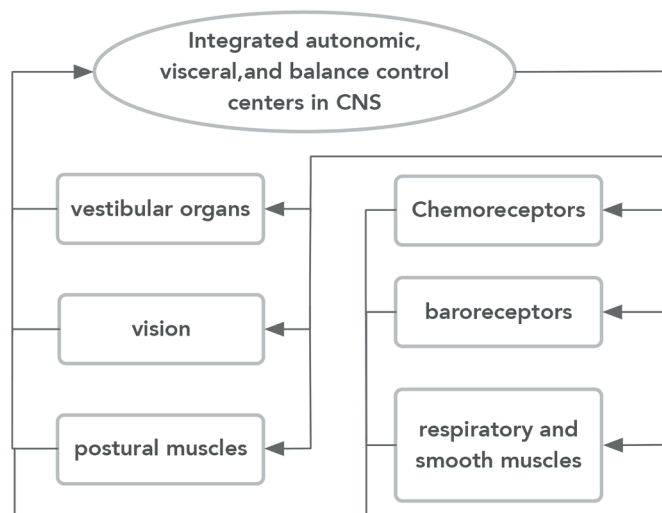 Integrated autonomic,
visceral,and balance control
centers in CNS
vestibular organs
Chemoreceptors
vision
baroreceptors
postural muscles
respiratory and
smooth muscles